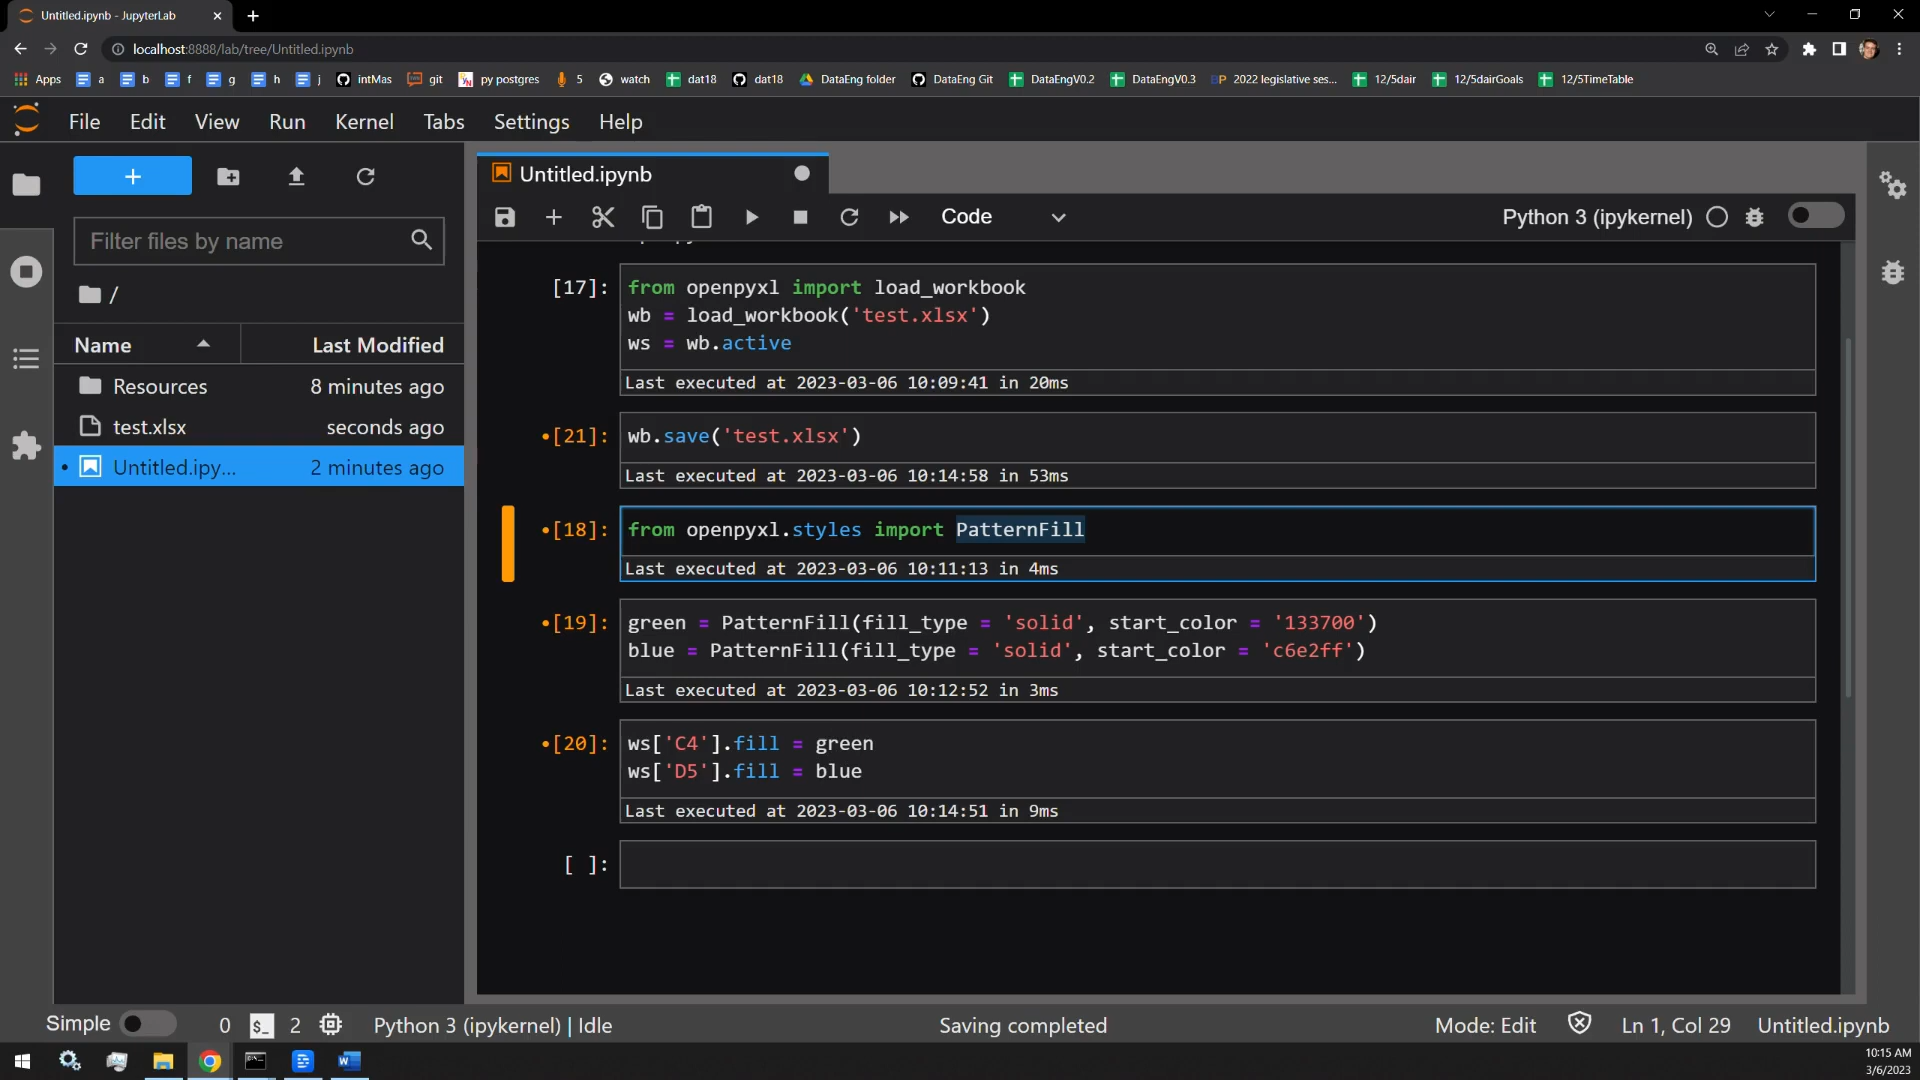 Untitled.ipynb - JupyterLab
localhost:8888/lab/tree/Untitled.ipynb
Apps a b f g h j intMas git py postgres 5 watch dat18 dat18 DataEng folder DataEng Git DataEngV0.2 DataEngV0.3 BP 2022 legislative ses... 12/5dair 12/5dairGoals 12/5TimeTable
File Edit View Run Kernel Tabs Settings Help
+
Filter files by name
/
Name Last Modified
Resources 8 minutes ago
test.xlsx seconds ago
• Untitled.ipy... 2 minutes ago
Untitled.ipynb
Code Python 3 (ipykernel)
[17]: from openpyxl import load_workbook
wb = load_workbook('test.xlsx')
ws = wb.active
Last executed at 2023-03-06 10:09:41 in 20ms
•[21]: wb.save('test.xlsx')
Last executed at 2023-03-06 10:14:58 in 53ms
•[18]: from openpyxl.styles import PatternFill
Last executed at 2023-03-06 10:11:13 in 4ms
•[19]: green = PatternFill(fill_type = 'solid', start_color = '133700')
blue = PatternFill(fill_type = 'solid', start_color = 'c6e2ff')
Last executed at 2023-03-06 10:12:52 in 3ms
•[20]: ws['C4'].fill = green
ws['D5'].fill = blue
Last executed at 2023-03-06 10:14:51 in 9ms
[ ]:
Simple 0 $_ 2 Python 3 (ipykernel) | Idle Saving completed Mode: Edit Ln 1, Col 29 Untitled.ipynb
10:15 AM
3/6/2023